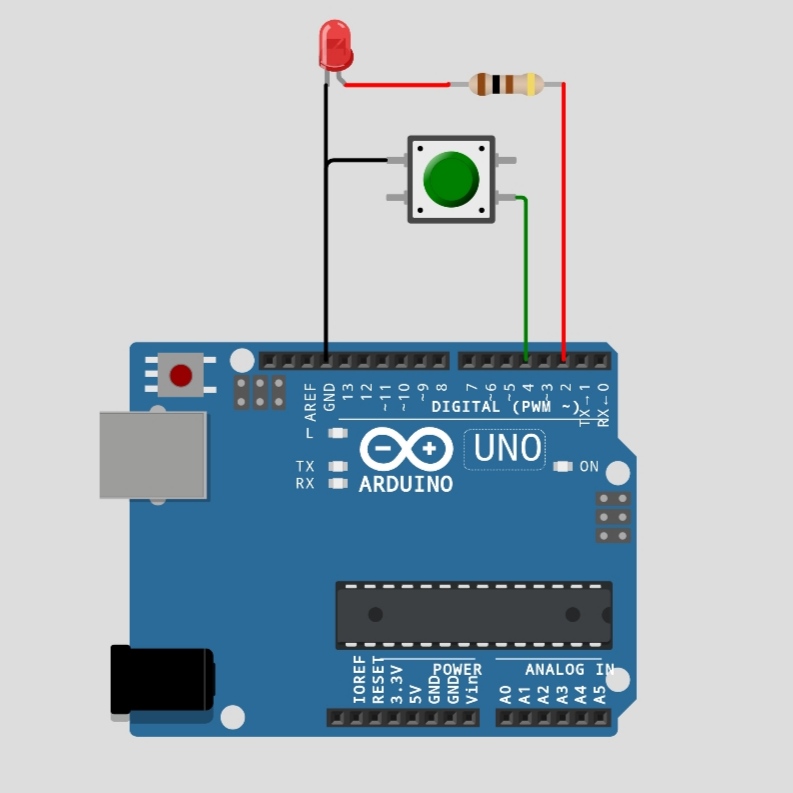 AREF
GND
13
12
~11
~10
~9
8
7
~6
~5
4
~3
2
TX→1
RX←0
DIGITAL (PWM ~)
L
TX
RX
UNO
ON
ARDUINO
IOREF
RESET
3.3V
5V
GND
GND
Vin
POWER
ANALOG IN
A0
A1
A2
A3
A4
A5